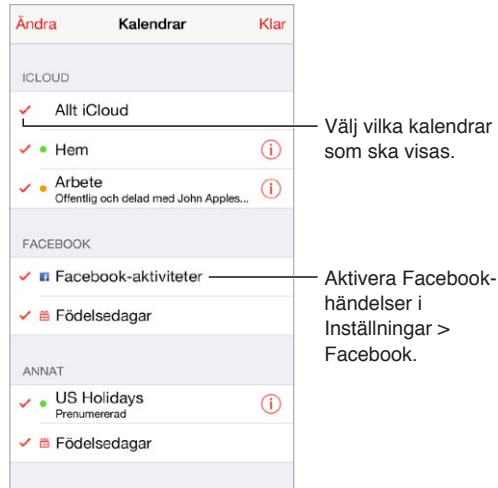 Ändra Kalendrar Klar
ICLOUD
Allt iCloud
Hem
Arbete
Offentlig och delad med John Apples...
FACEBOOK
Facebook-aktiviteter
Födelsedagar
ANNAT
US Holidays
Prenumererad
Födelsedagar
Välj vilka kalendrar
som ska visas.
Aktivera Facebook-
händelser i
Inställningar >
Facebook.